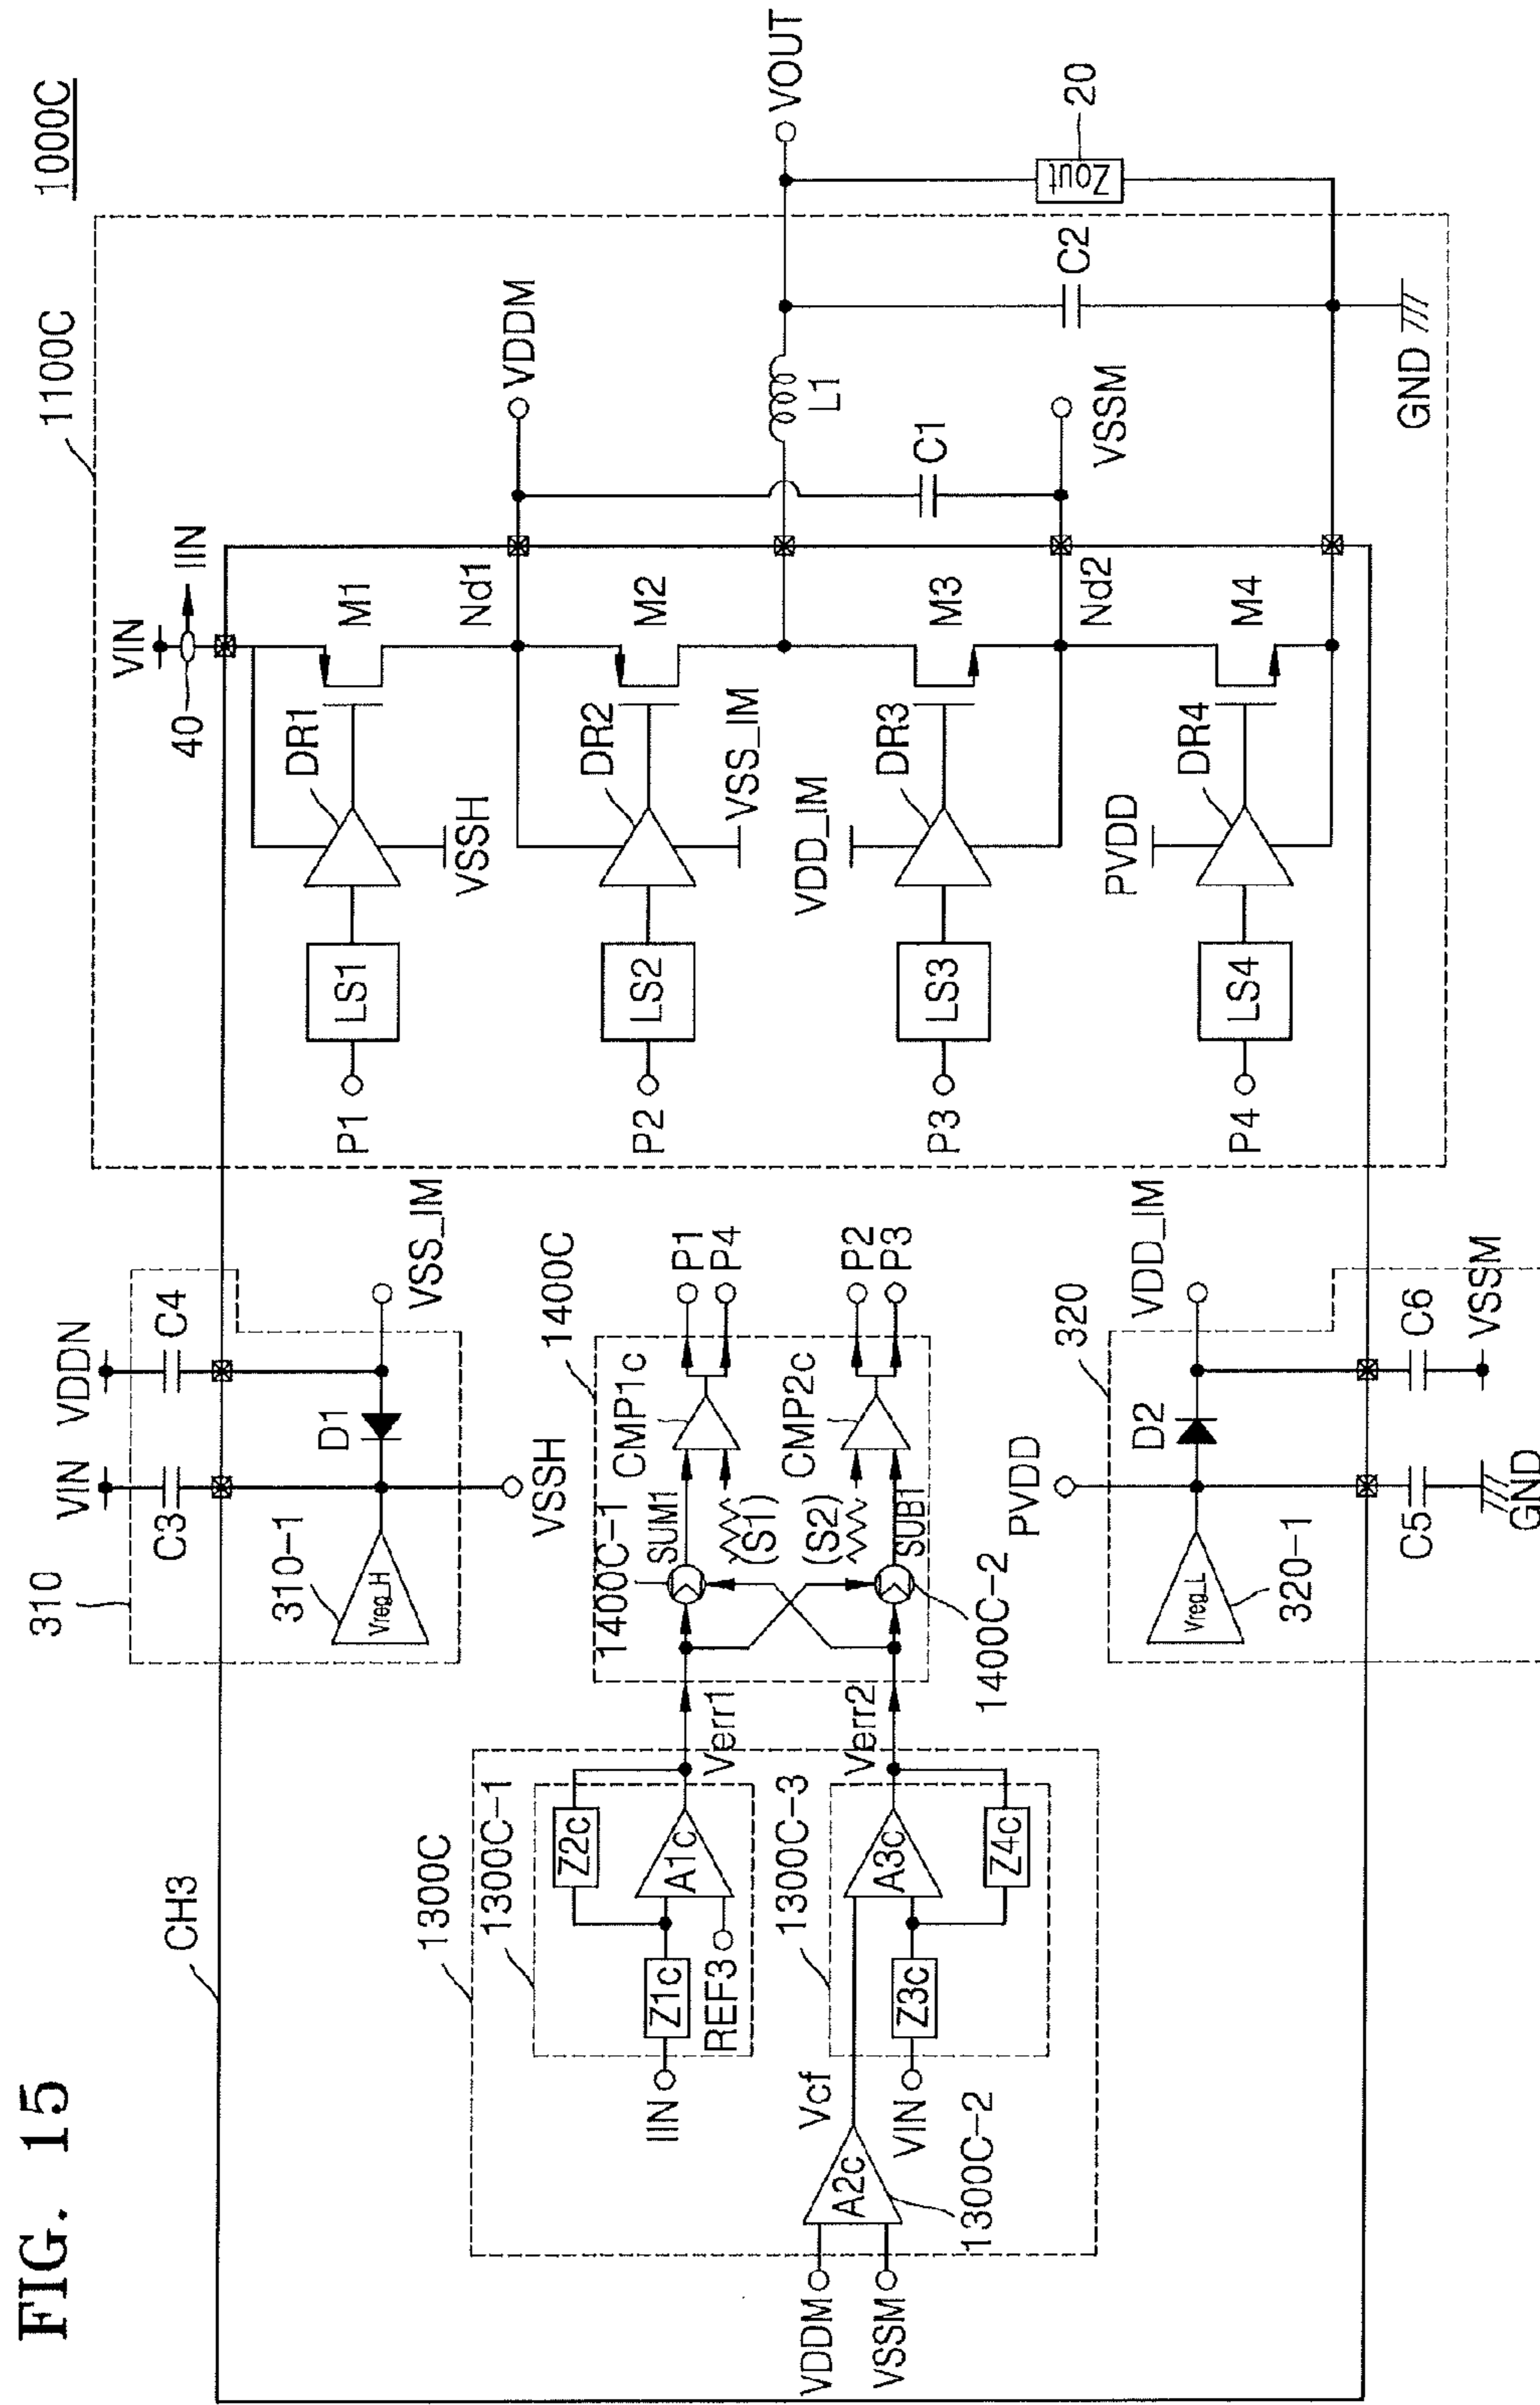 FIG. 15
1000C
1100C
CH3
VIN
40
IIN
M1
Nd1
VDDM
DR1
VSSH
LS1
P1
M2
DR2
VSS_IM
LS2
P2
L1
VOUT
C1
C2
Zout
20
M3
Nd2
VSSM
VDD_IM
DR3
LS3
P3
M4
PVDD
DR4
LS4
P4
GND
310
VIN
VDDN
C3
C4
310-1
Vreg_H
D1
VSS_IM
VSSH
1400C
1400C-1
SUM1
CMP1c
P1
P4
(S1)
(S2)
CMP2c
P2
P3
SUB1
1400C-2
320
PVDD
D2
VDD_IM
Vreg_L
320-1
C5
C6
GND
VSSM
1300C
1300C-1
Z2c
A1c
Verr1
Z1c
IIN
REF3
1300C-3
A3c
Verr2
Z4c
Z3c
Vcf
VIN
A2c
1300C-2
VDDM
VSSM